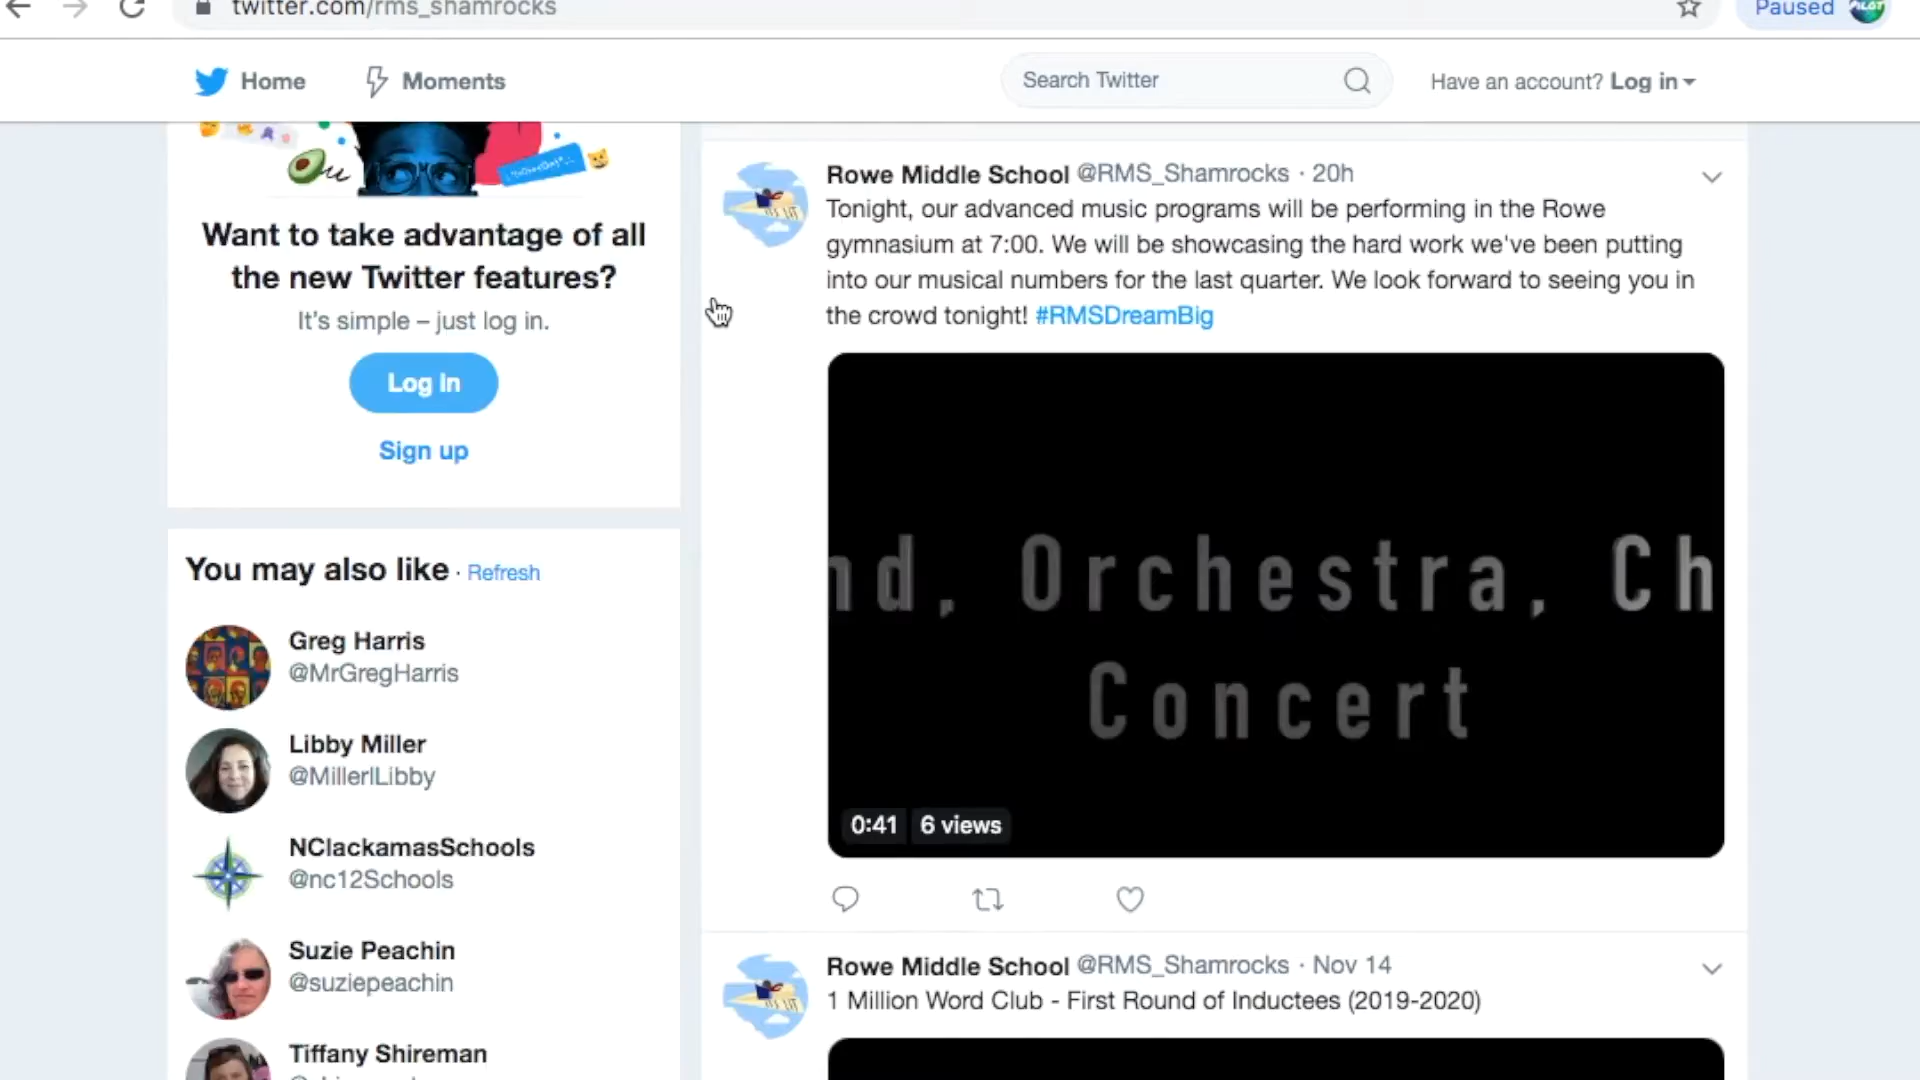 twitter.com/rms_shamrocks
Paused
Home
Moments
Search Twitter
Have an account? Log in
Want to take advantage of all
the new Twitter features?
It's simple – just log in.
Log in
Sign up
You may also like · Refresh
Greg Harris
@MrGregHarris
Libby Miller
@MillerILibby
NClackamasSchools
@nc12Schools
Suzie Peachin
@suziepeachin
Tiffany Shireman
Rowe Middle School @RMS_Shamrocks · 20h
Tonight, our advanced music programs will be performing in the Rowe
gymnasium at 7:00. We will be showcasing the hard work we've been putting
into our musical numbers for the last quarter. We look forward to seeing you in
the crowd tonight! #RMSDreamBig
nd, Orchestra, Ch
Concert
0:41 6 views
Rowe Middle School @RMS_Shamrocks · Nov 14
1 Million Word Club - First Round of Inductees (2019-2020)